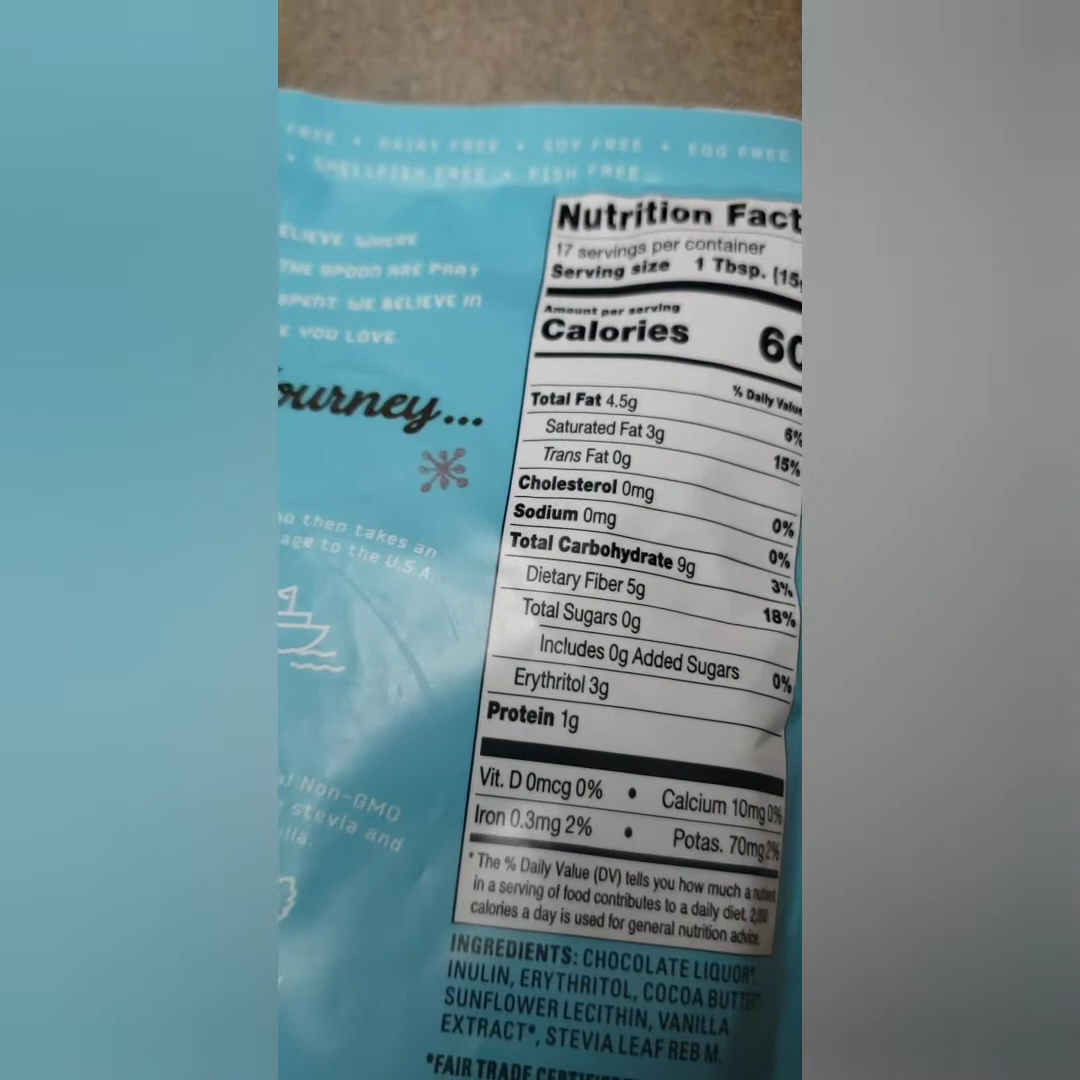 FREE • DAIRY FREE • SOY FREE • EGG FREE
• SHELLFISH FREE • FISH FREE
ELIEVE WHERE
THE SPOON ARE PART
SPENT. WE BELIEVE IN
E YOU LOVE.
ourney...
o then takes an
age to the U.S.A.
! Non-GMO
stevia and
illa.
Nutrition Fact
17 servings per container
Serving size 1 Tbsp. (15
Amount per serving
Calories 60
% Daily Value
Total Fat 4.5g 6%
Saturated Fat 3g 15%
Trans Fat 0g
Cholesterol 0mg 0%
Sodium 0mg 0%
Total Carbohydrate 9g 3%
Dietary Fiber 5g 18%
Total Sugars 0g
Includes 0g Added Sugars 0%
Erythritol 3g
Protein 1g
Vit. D 0mcg 0% • Calcium 10mg 0%
Iron 0.3mg 2% • Potas. 70mg 2%
* The % Daily Value (DV) tells you how much a nutrient
in a serving of food contributes to a daily diet. 2,000
calories a day is used for general nutrition advice.
INGREDIENTS: CHOCOLATE LIQUOR*,
INULIN, ERYTHRITOL, COCOA BUTTER*,
SUNFLOWER LECITHIN, VANILLA
EXTRACT*, STEVIA LEAF REB M.
*FAIR TRADE CERTIFIED